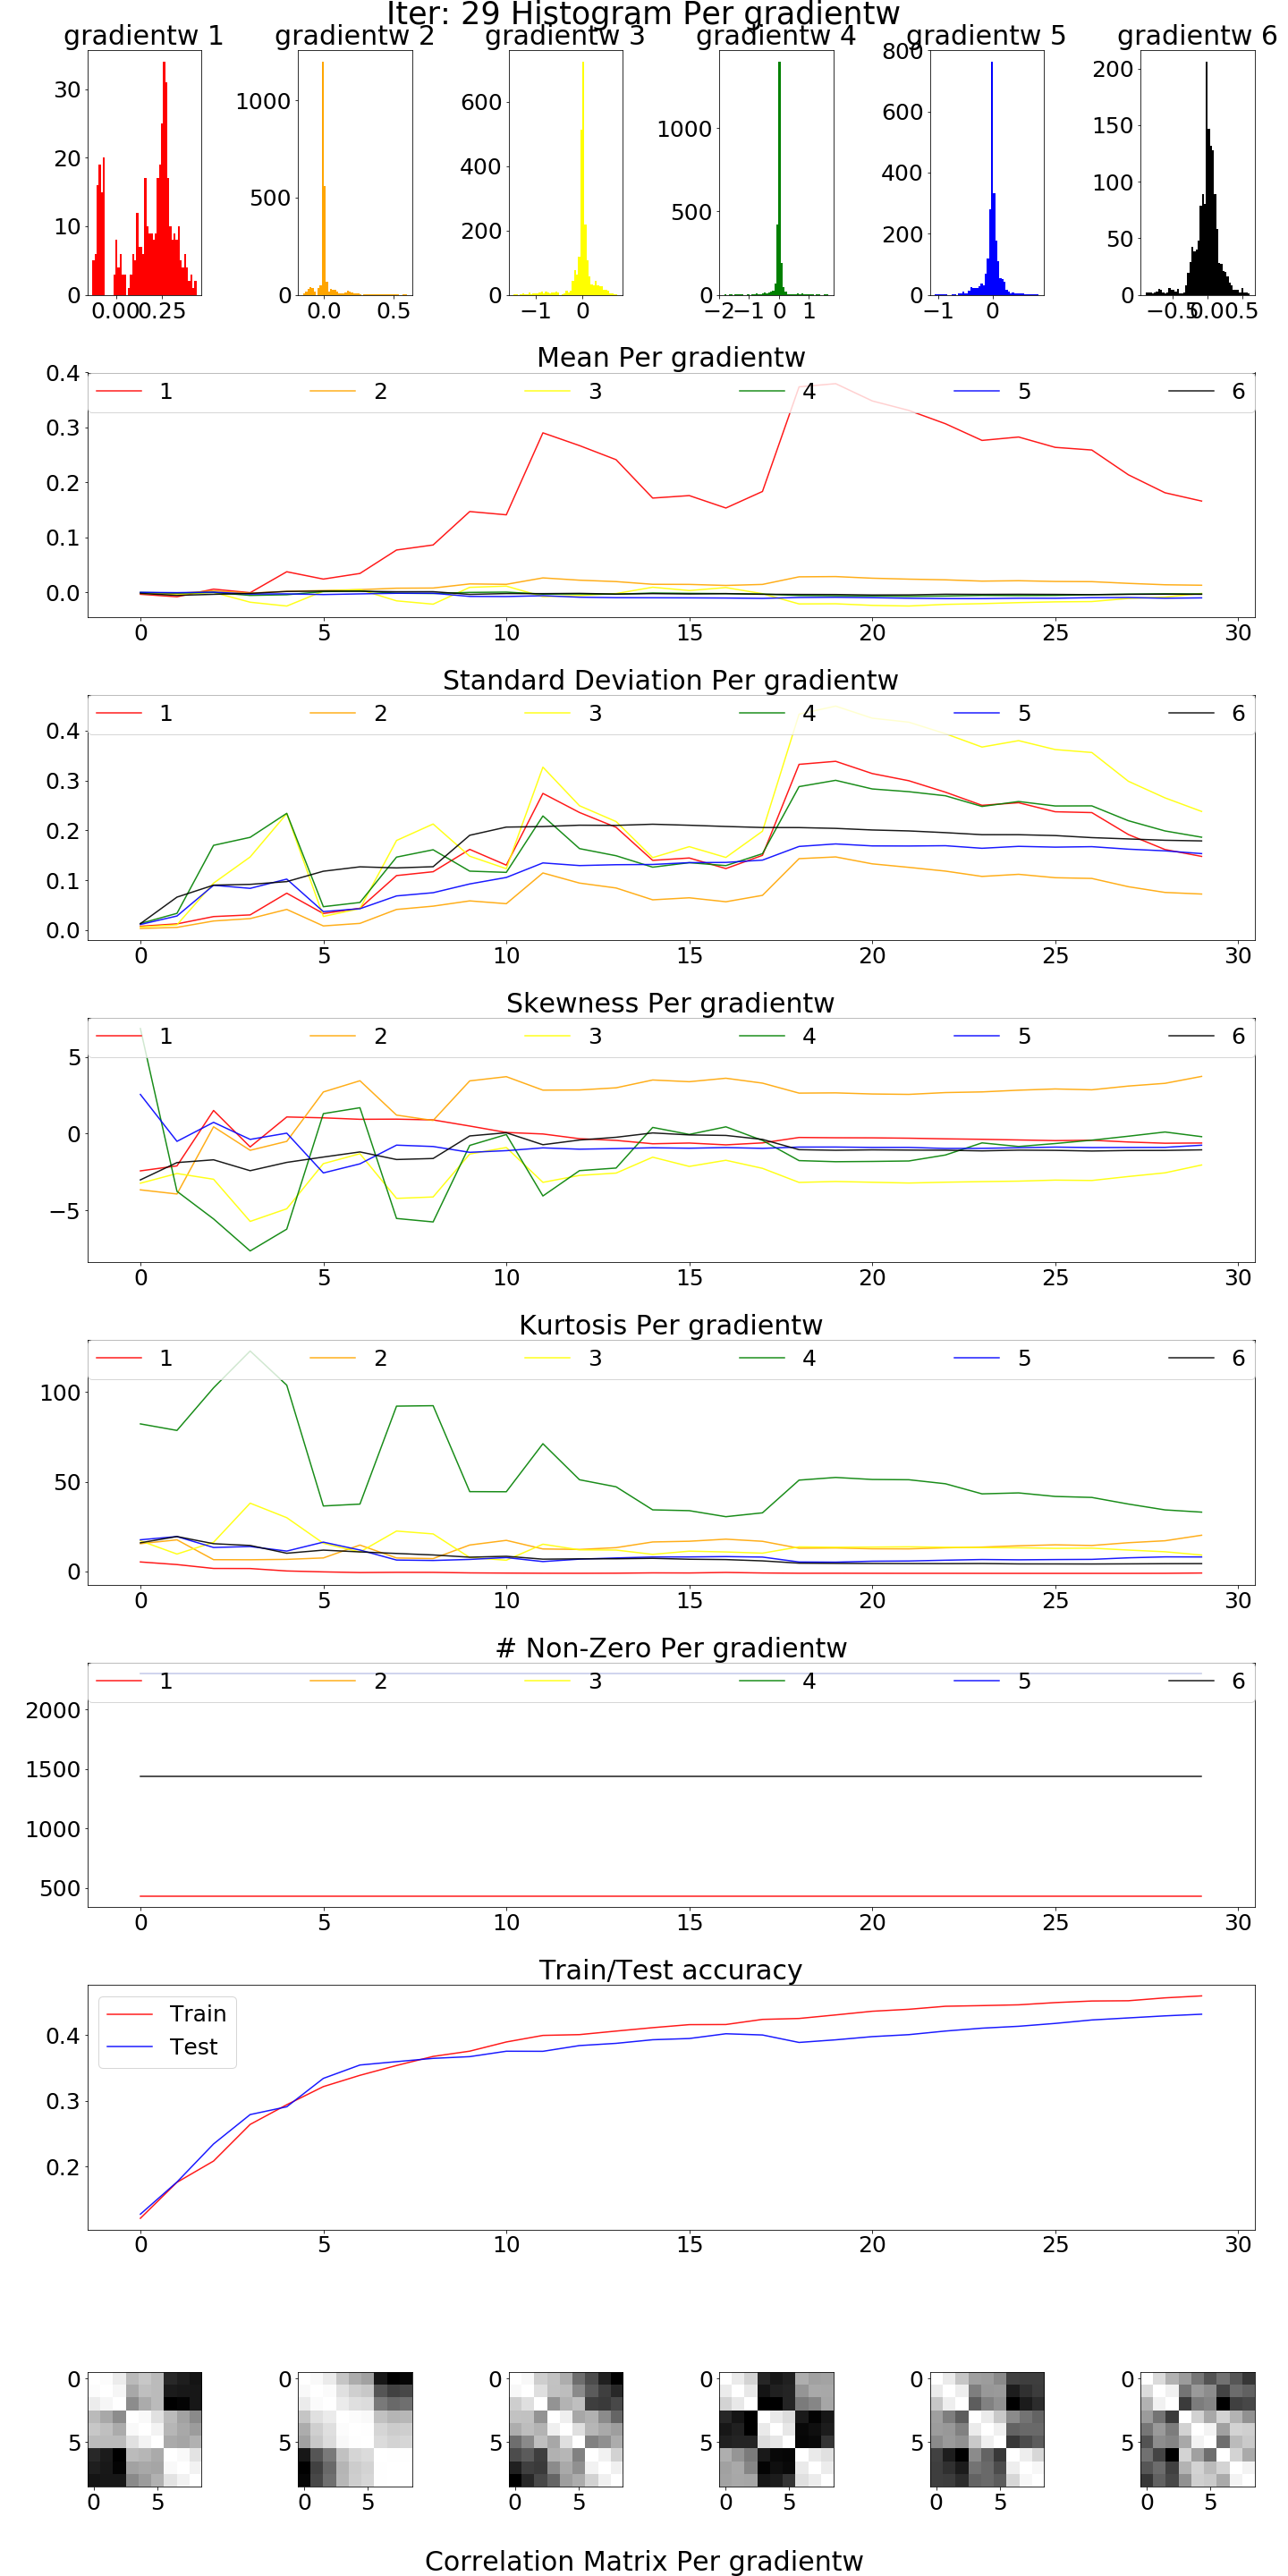 Iter: 29 Histogram Per gradientw
gradientw 1 gradientw 2 gradientw 3 gradientw 4 gradientw 5 gradientw 6
30 20 10 0
0.00 0.25
1000 500 0
0.0 0.5
600 400 200 0
−1 0
1000 500 0
−2 −1 0 1
800 600 400 200 0
−1 0
200 150 100 50 0
−0.5 0.0 0.5
Mean Per gradientw
1 2 3 4 5 6
0.4
0.3
0.2
0.1
0.0
0 5 10 15 20 25 30
Standard Deviation Per gradientw
1 2 3 4 5 6
0.4
0.3
0.2
0.1
0.0
0 5 10 15 20 25 30
Skewness Per gradientw
1 2 3 4 5 6
5
0
−5
0 5 10 15 20 25 30
Kurtosis Per gradientw
1 2 3 4 5 6
100
50
0
0 5 10 15 20 25 30
# Non-Zero Per gradientw
1 2 3 4 5 6
2000
1500
1000
500
0 5 10 15 20 25 30
Train/Test accuracy
Train
Test
0.4
0.3
0.2
0 5 10 15 20 25 30
0 0 0 0 0 0
5 5 5 5 5 5
0 5 0 5 0 5 0 5 0 5 0 5
Correlation Matrix Per gradientw